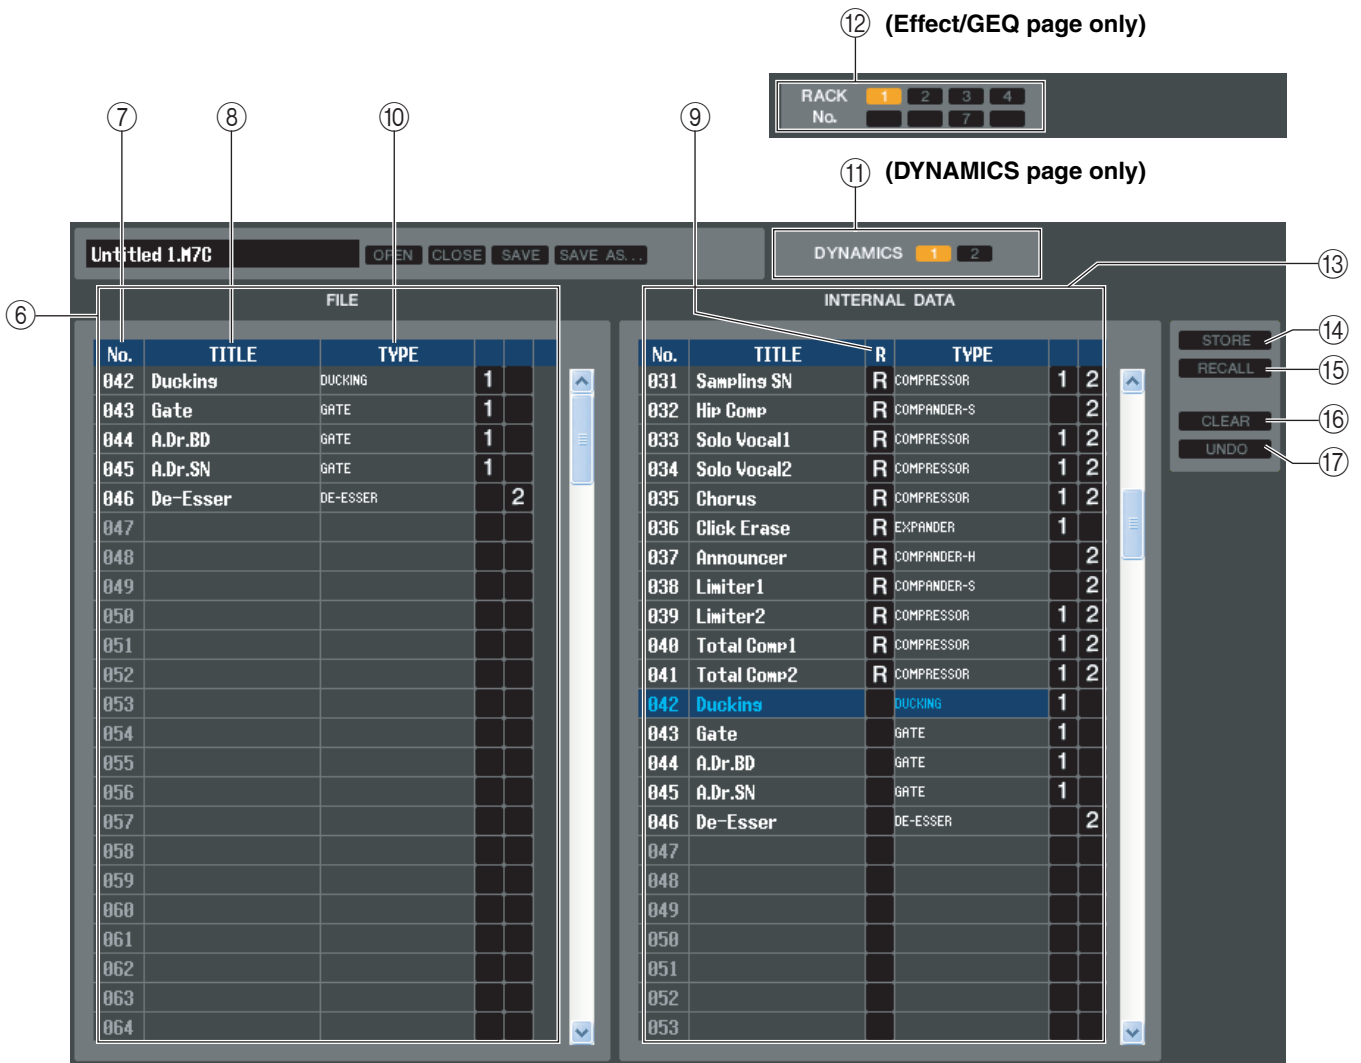 ⑫ (Effect/GEQ page only)
RACK 1 2 3 4
No. 7
⑦ ⑧ ⑩ ⑨
⑪ (DYNAMICS page only)
Untitled 1.M7C OPEN CLOSE SAVE SAVE AS...
DYNAMICS 1 2
⑬
⑥
FILE
No. TITLE TYPE
042 Ducking DUCKING 1
043 Gate GATE 1
044 A.Dr.BD GATE 1
045 A.Dr.SN GATE 1
046 De-Esser DE-ESSER 2
047
048
049
050
051
052
053
054
055
056
057
058
059
060
061
062
063
064
INTERNAL DATA
No. TITLE R TYPE
031 Sampling SN R COMPRESSOR 1 2
032 Hip Comp R COMPANDER-S 2
033 Solo Vocal1 R COMPRESSOR 1 2
034 Solo Vocal2 R COMPRESSOR 1 2
035 Chorus R COMPRESSOR 1 2
036 Click Erase R EXPANDER 1
037 Announcer R COMPANDER-H 2
038 Limiter1 R COMPANDER-S 2
039 Limiter2 R COMPRESSOR 1 2
040 Total Comp1 R COMPRESSOR 1 2
041 Total Comp2 R COMPRESSOR 1 2
042 Ducking DUCKING 1
043 Gate GATE 1
044 A.Dr.BD GATE 1
045 A.Dr.SN GATE 1
046 De-Esser DE-ESSER 2
047
048
049
050
051
052
053
STORE ⑭
RECALL ⑮
CLEAR ⑯
UNDO ⑰